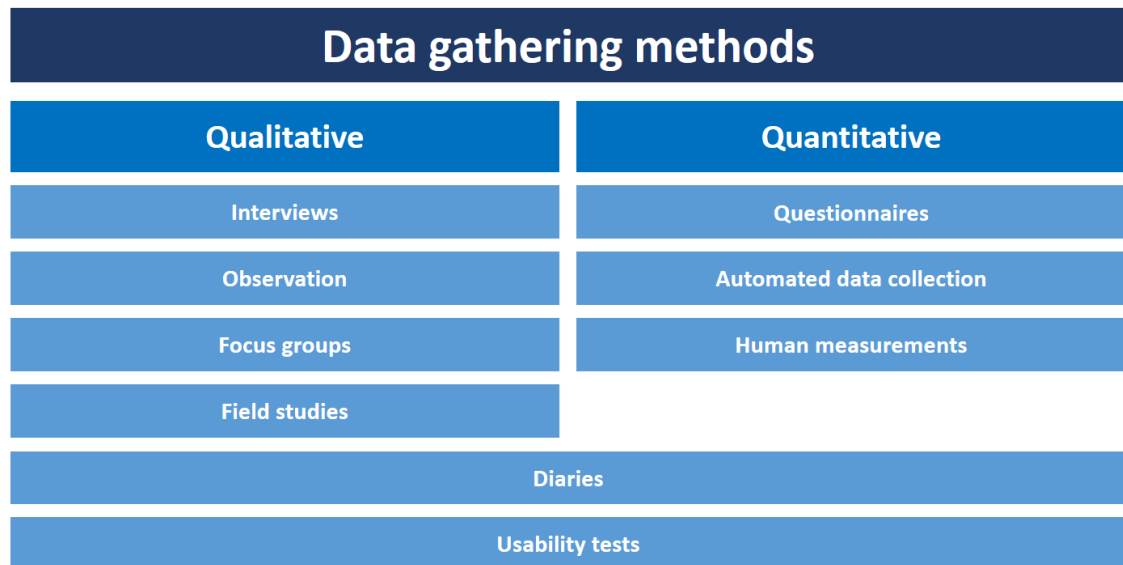 Data gathering methods
Qualitative
Quantitative
Interviews
Questionnaires
Observation
Automated data collection
Focus groups
Human measurements
Field studies
Diaries
Usability tests